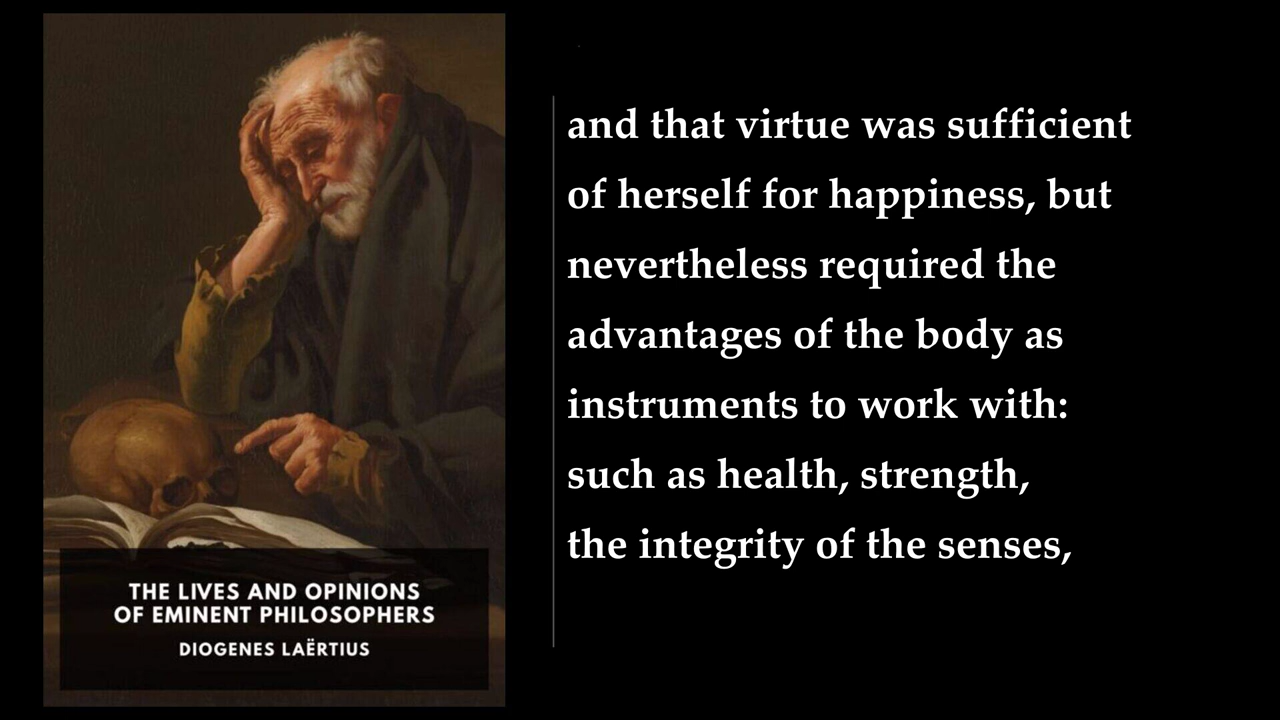 THE LIVES AND OPINIONS
OF EMINENT PHILOSOPHERS
DIOGENES LAËRTIUS
and that virtue was sufficient
of herself for happiness, but
nevertheless required the
advantages of the body as
instruments to work with:
such as health, strength,
the integrity of the senses,